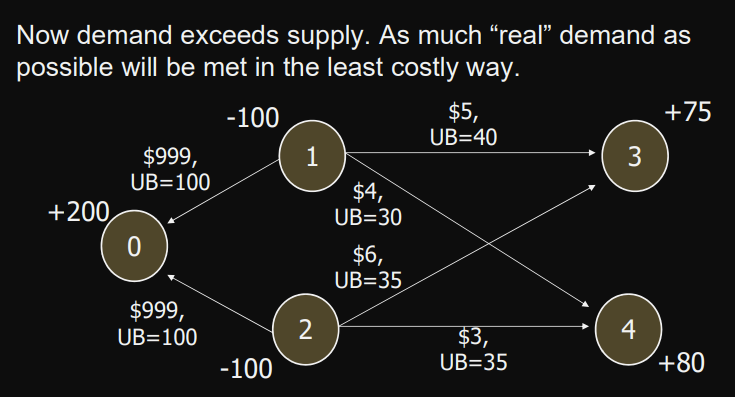 Now demand exceeds supply. As much “real” demand as
possible will be met in the least costly way.
-100
$5,
UB=40
+75
1
3
$999,
UB=100
$4,
UB=30
+200
0
$6,
UB=35
$999,
UB=100
2
$3,
UB=35
4
-100
+80